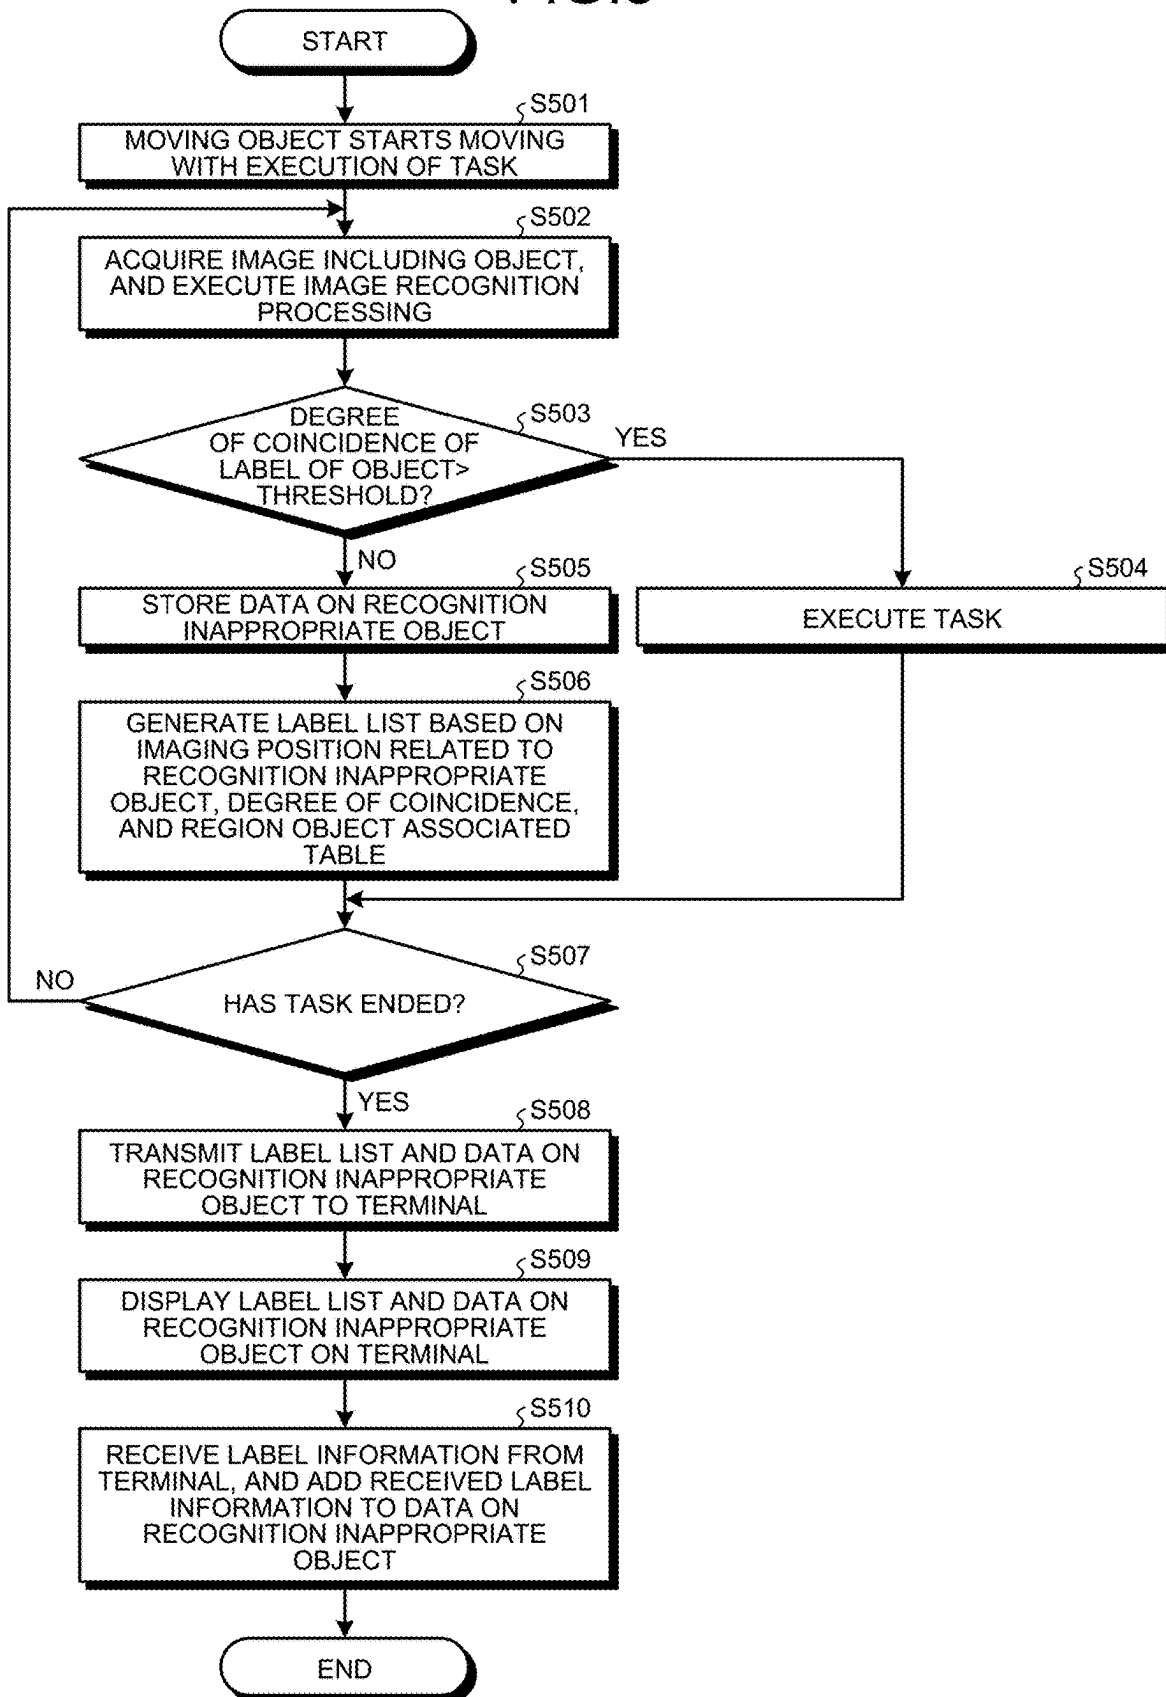 START
S501
MOVING OBJECT STARTS MOVING
WITH EXECUTION OF TASK
S502
ACQUIRE IMAGE INCLUDING OBJECT,
AND EXECUTE IMAGE RECOGNITION
PROCESSING
S503
DEGREE
OF COINCIDENCE OF
LABEL OF OBJECT>
THRESHOLD?
YES
NO
S505
STORE DATA ON RECOGNITION
INAPPROPRIATE OBJECT
S504
EXECUTE TASK
S506
GENERATE LABEL LIST BASED ON
IMAGING POSITION RELATED TO
RECOGNITION INAPPROPRIATE
OBJECT, DEGREE OF COINCIDENCE,
AND REGION OBJECT ASSOCIATED
TABLE
S507
NO
HAS TASK ENDED?
YES
S508
TRANSMIT LABEL LIST AND DATA ON
RECOGNITION INAPPROPRIATE
OBJECT TO TERMINAL
S509
DISPLAY LABEL LIST AND DATA ON
RECOGNITION INAPPROPRIATE
OBJECT ON TERMINAL
S510
RECEIVE LABEL INFORMATION FROM
TERMINAL, AND ADD RECEIVED LABEL
INFORMATION TO DATA ON
RECOGNITION INAPPROPRIATE
OBJECT
END